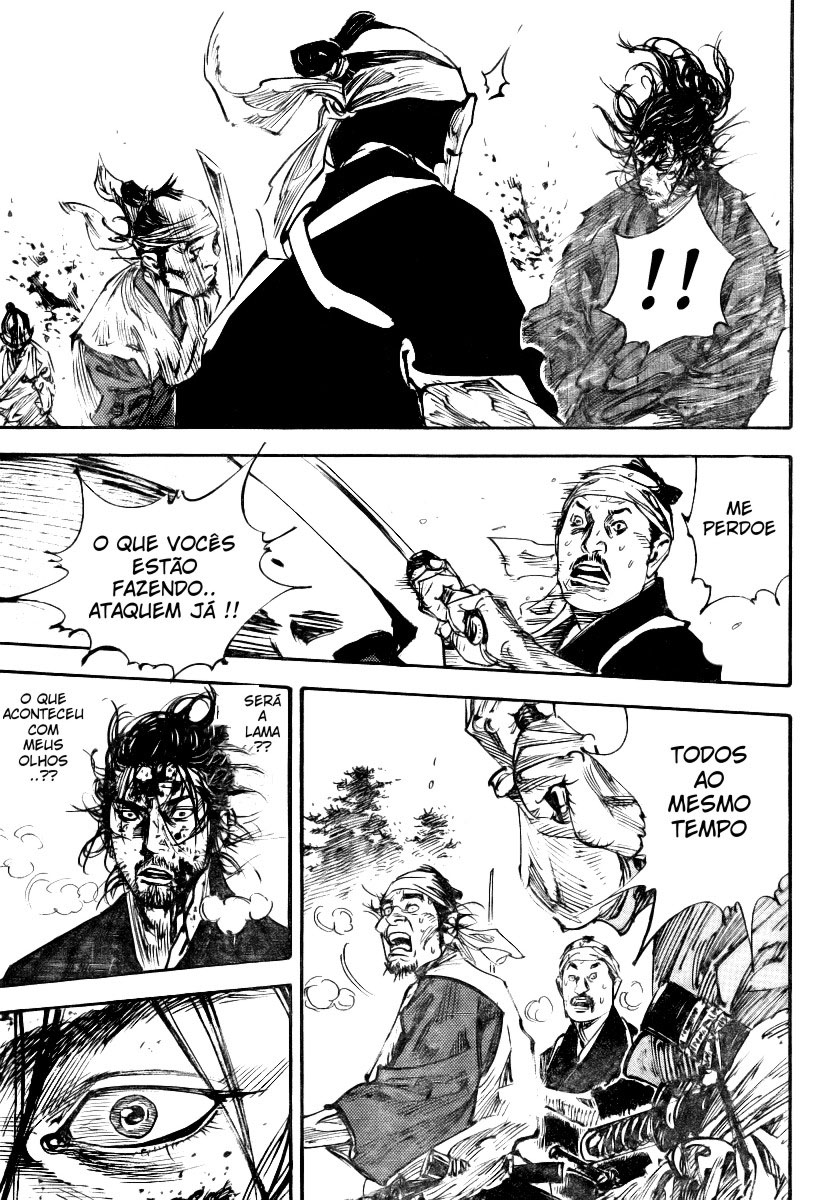 !!
ME
PERDOE
O QUE VOCÊS
ESTÃO
FAZENDO..
ATAQUEM JÁ !!
TODOS
AO
MESMO
TEMPO
SERÁ
A
LAMA
..??
O QUE
ACONTECEU
COM
MEUS
OLHOS
..??